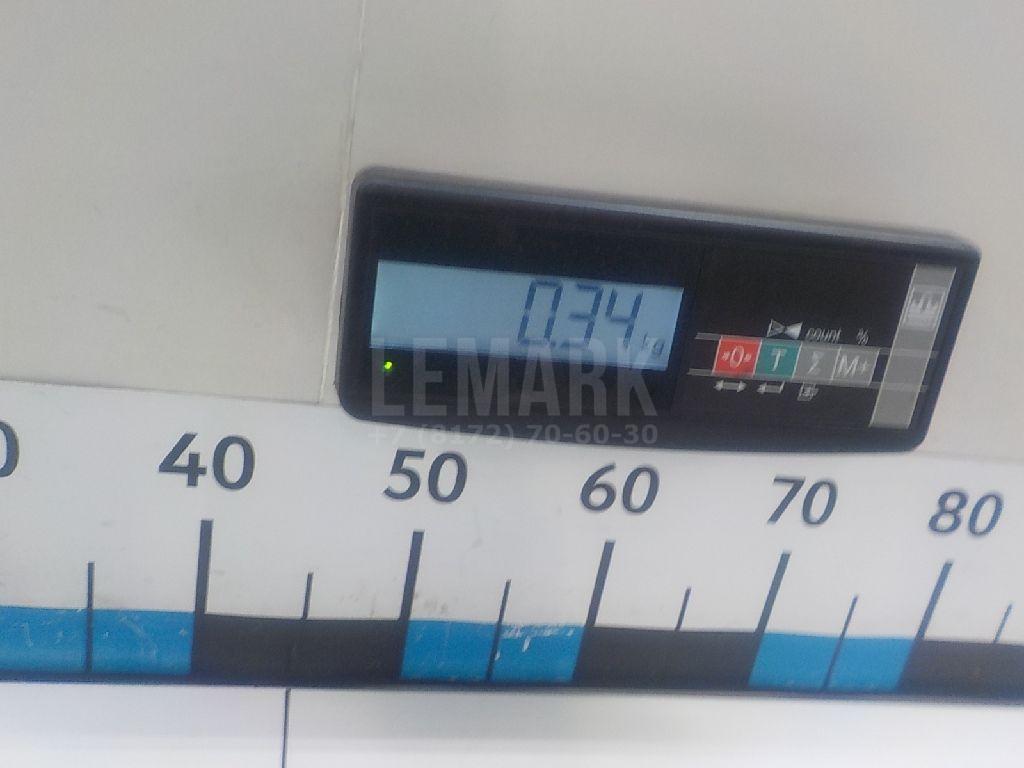 0.34 kg
count %
»0« T Σ M+
LEMARK
+7 (8172) 70-60-30
40 50 60 70 80